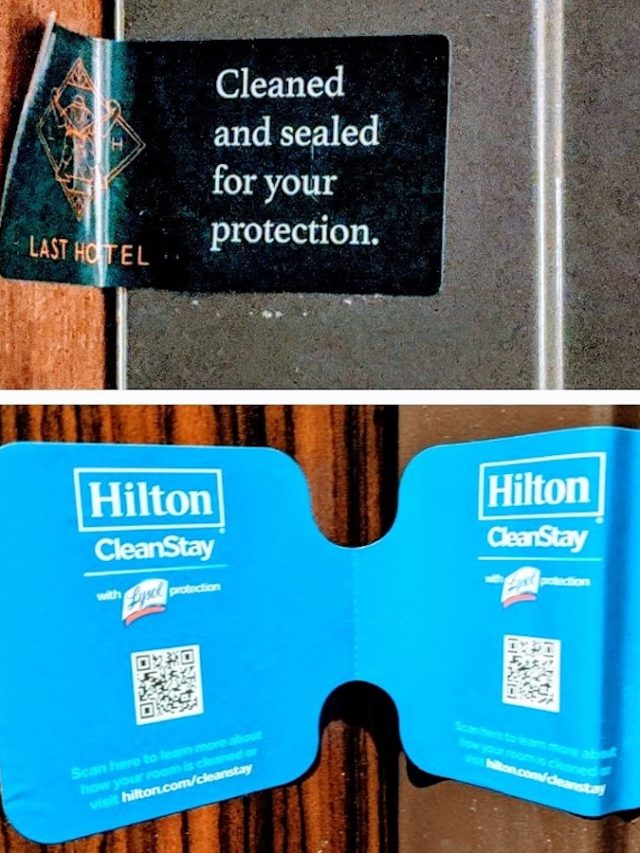 Cleaned
and sealed
for your
protection.
LAST HOTEL
Hilton
CleanStay
with Lysol protection
Scan here to learn more about
how your room is cleaned or
visit hilton.com/cleanstay
Hilton
CleanStay
with Lysol protection
Scan here to learn more about
how your room is cleaned or
visit hilton.com/cleanstay